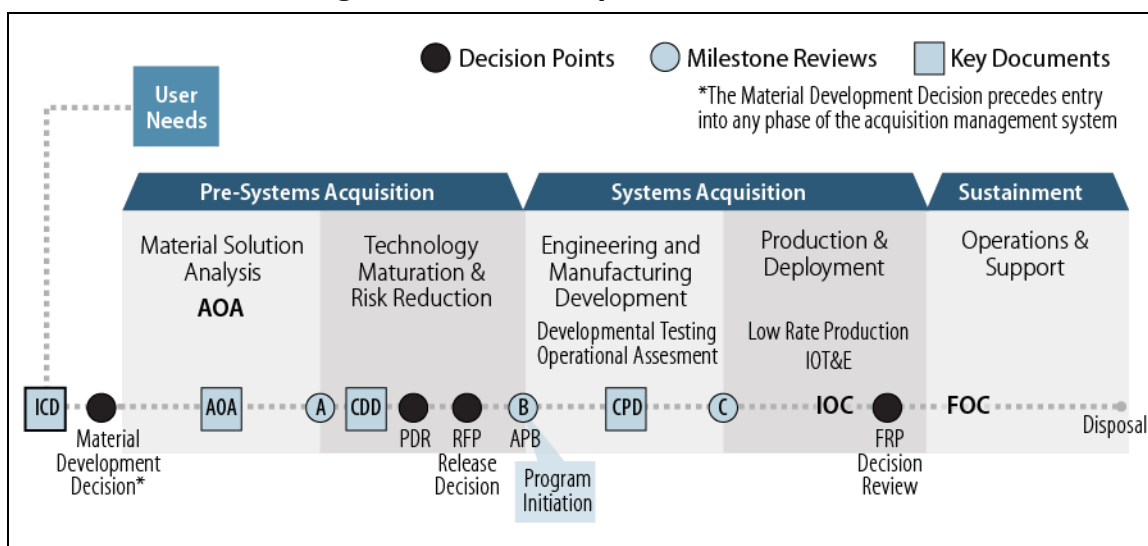 Decision Points
Milestone Reviews
Key Documents
*The Material Development Decision precedes entry
into any phase of the acquisition management system
User
Needs
Pre-Systems Acquisition
Systems Acquisition
Sustainment
Material Solution
Analysis
AOA
Technology
Maturation &
Risk Reduction
Engineering and
Manufacturing
Development
Developmental Testing
Operational Assesment
Production &
Deployment
Low Rate Production
IOT&E
Operations &
Support
ICD
AOA
A
CDD
B
CPD
C
IOC
FOC
Disposal
Material
Development
Decision*
PDR
RFP
Release
Decision
APB
Program
Initiation
FRP
Decision
Review